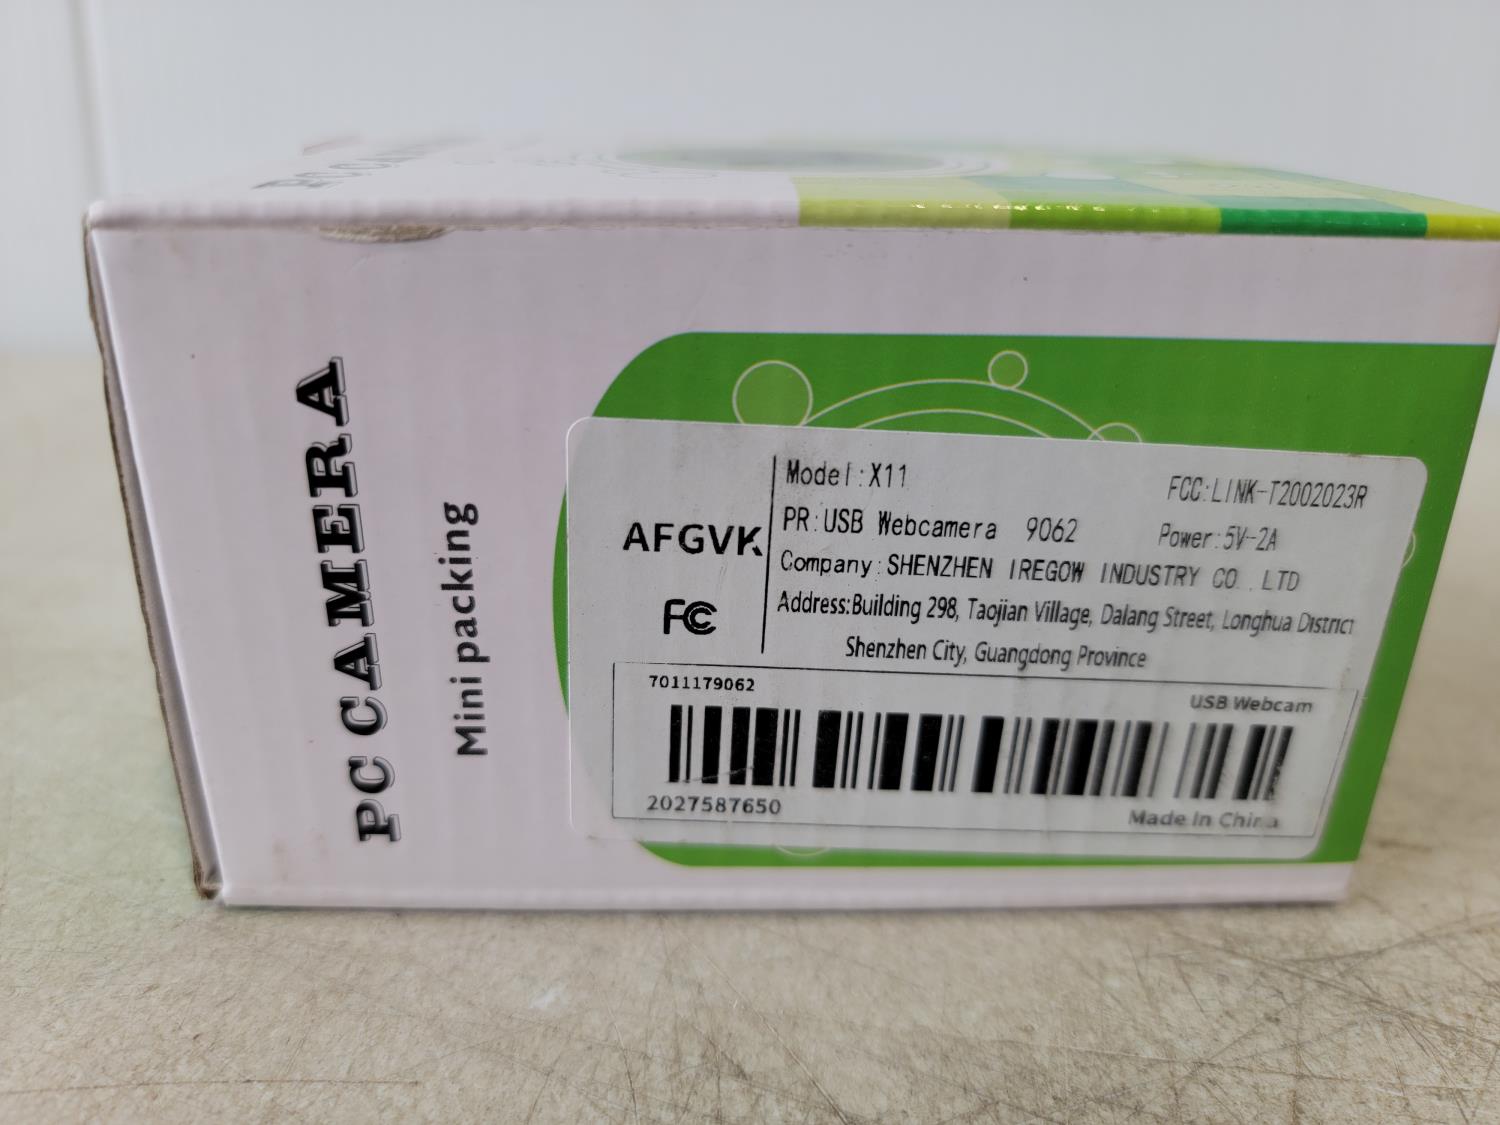 PC CAMERA
Mini packing
AFGVK
FC
Model:X11
FCC:LINK-T2002023R
PR:USB Webcamera 9062
Power:5V-2A
Company:SHENZHEN IREGOW INDUSTRY CO.,LTD
Address:Building 298, Taojian Village, Dalang Street, Longhua District
Shenzhen City, Guangdong Province
7011179062
USB Webcam
2027587650
Made In China